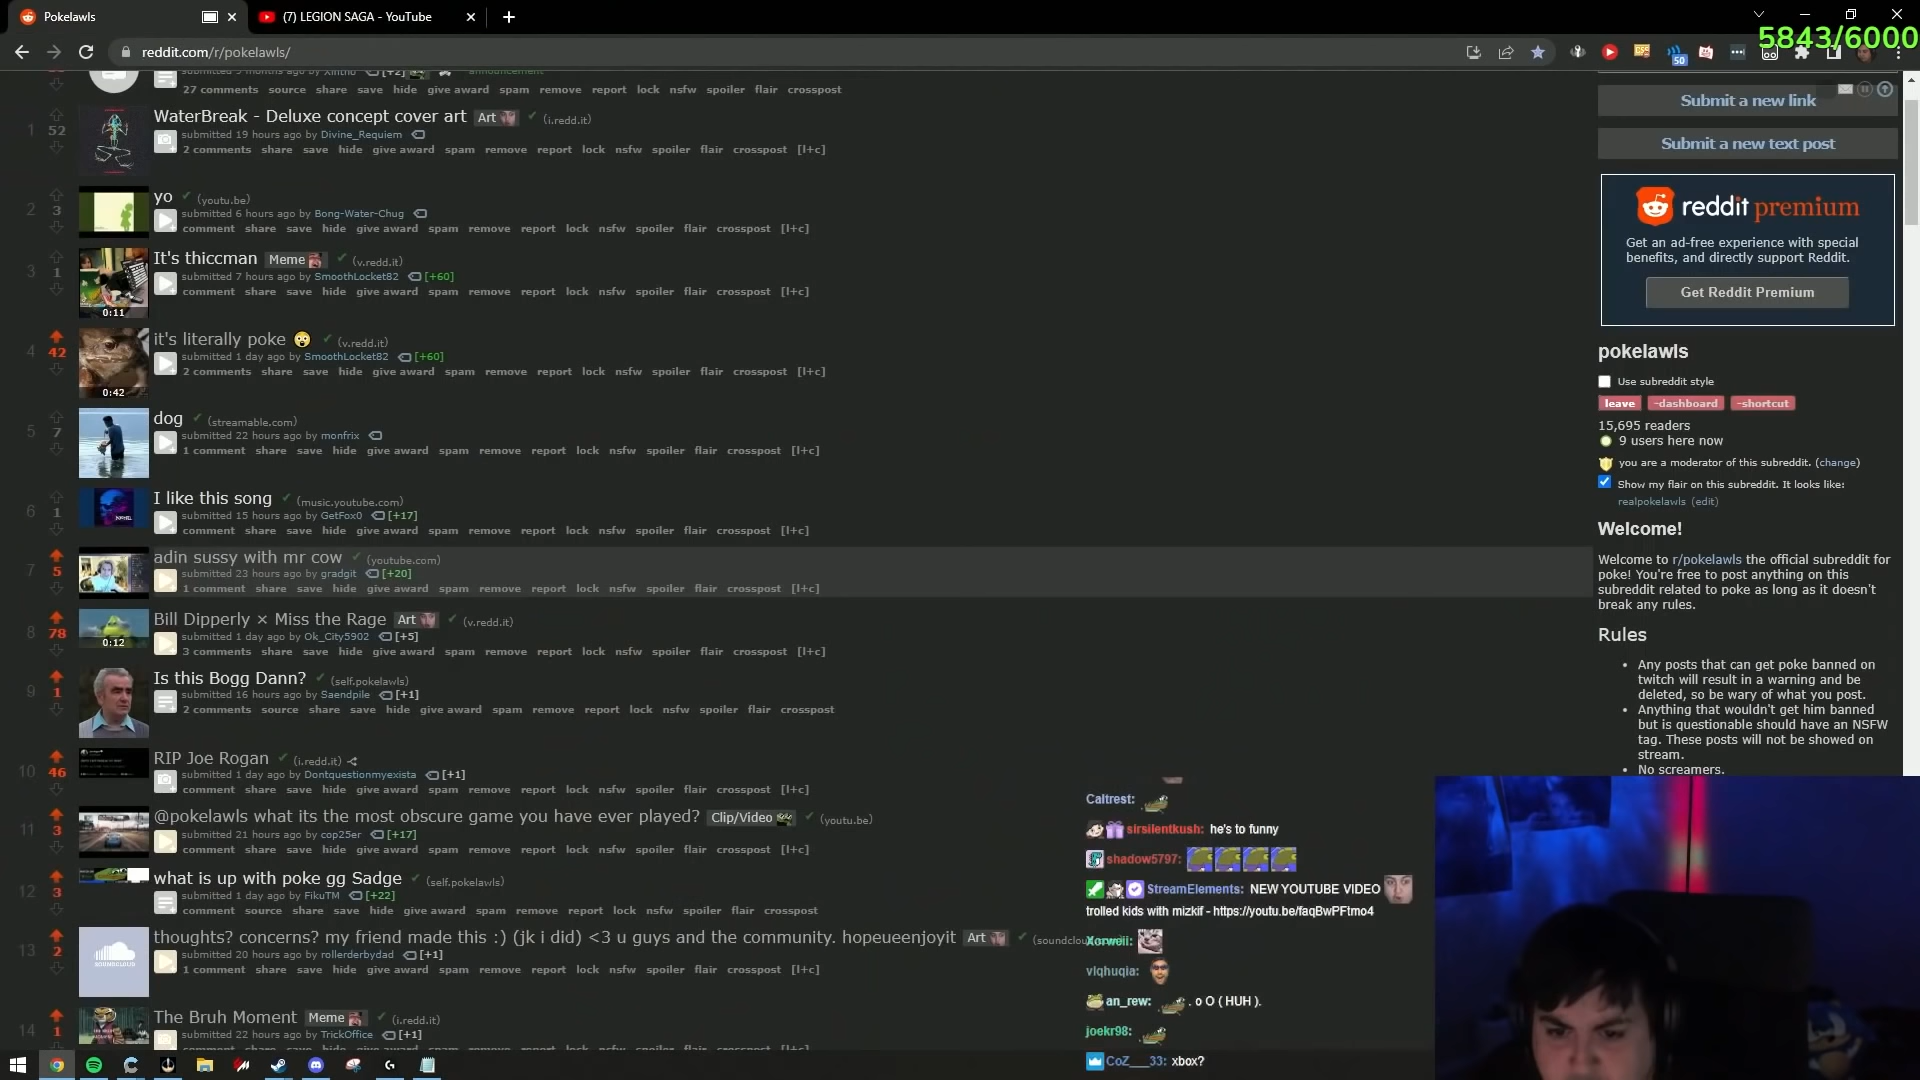 Pokelawls
(7) LEGION SAGA - YouTube
5843/6000
reddit.com/r/pokelawls/
50
27 comments source share save hide give award spam remove report lock nsfw spoiler flair crosspost
1 52 WaterBreak - Deluxe concept cover art Art (i.redd.it)
submitted 19 hours ago by Divine_Requiem
2 comments share save hide give award spam remove report lock nsfw spoiler flair crosspost [l+c]
2 3 yo (youtu.be)
submitted 6 hours ago by Bong-Water-Chug
comment share save hide give award spam remove report lock nsfw spoiler flair crosspost [l+c]
3 1 It's thiccman Meme (v.redd.it)
submitted 7 hours ago by SmoothLocket82 [+60]
comment share save hide give award spam remove report lock nsfw spoiler flair crosspost [l+c]
0:11
4 42 it's literally poke 😲 (v.redd.it)
submitted 1 day ago by SmoothLocket82 [+60]
2 comments share save hide give award spam remove report lock nsfw spoiler flair crosspost [l+c]
0:42
5 7 dog (streamable.com)
submitted 22 hours ago by monfrix
1 comment share save hide give award spam remove report lock nsfw spoiler flair crosspost [l+c]
6 1 I like this song (music.youtube.com)
submitted 15 hours ago by GetFox0 [+17]
comment share save hide give award spam remove report lock nsfw spoiler flair crosspost [l+c]
7 5 adin sussy with mr cow (youtube.com)
submitted 23 hours ago by gradgit [+20]
1 comment share save hide give award spam remove report lock nsfw spoiler flair crosspost [l+c]
8 78 Bill Dipperly × Miss the Rage Art (v.redd.it)
submitted 1 day ago by Ok_City5902 [+5]
0:12
3 comments share save hide give award spam remove report lock nsfw spoiler flair crosspost [l+c]
9 1 Is this Bogg Dann? (self.pokelawls)
submitted 16 hours ago by Saendpile [+1]
2 comments source share save hide give award spam remove report lock nsfw spoiler flair crosspost
10 46 RIP Joe Rogan (i.redd.it)
submitted 1 day ago by Dontquestionmyexista [+1]
comment share save hide give award spam remove report lock nsfw spoiler flair crosspost [l+c]
11 3 @pokelawls what its the most obscure game you have ever played? Clip/Video (youtu.be)
submitted 21 hours ago by cop25er [+17]
comment share save hide give award spam remove report lock nsfw spoiler flair crosspost [l+c]
12 3 what is up with poke gg Sadge (self.pokelawls)
submitted 1 day ago by FikuTM [+22]
comment source share save hide give award spam remove report lock nsfw spoiler flair crosspost
13 2 thoughts? concerns? my friend made this :) (jk i did) <3 u guys and the community. hopeueenjoyit Art
submitted 20 hours ago by rollerderbydad [+1]
1 comment share save hide give award spam remove report lock nsfw spoiler flair crosspost [l+c]
SOUNDCLOUD
14 1 The Bruh Moment Meme (i.redd.it)
submitted 22 hours ago by TrickOffice [+1]
Submit a new link
Submit a new text post
reddit premium
Get an ad-free experience with special
benefits, and directly support Reddit.
Get Reddit Premium
pokelawls
Use subreddit style
leave -dashboard -shortcut
15,695 readers
9 users here now
you are a moderator of this subreddit. (change)
Show my flair on this subreddit. It looks like:
realpokelawls (edit)
Welcome!
Welcome to r/pokelawls the official subreddit for
poke! You're free to post anything on this
subreddit related to poke as long as it doesn't
break any rules.
Rules
• Any posts that can get poke banned on
twitch will result in a warning and be
deleted, so be wary of what you post.
• Anything that wouldn't get him banned
but is questionable should have an NSFW
tag. These posts will not be showed on
stream.
• No screamers.
Caltrest:
sirsilentkush: he's to funny
shadow5797:
StreamElements: NEW YOUTUBE VIDEO
trolled kids with mizkif - https://youtu.be/faqBwPFtmo4
Xorweii:
vlqhuqia:
an_rew: . o O ( HUH ).
joekr98:
CoZ___33: xbox?